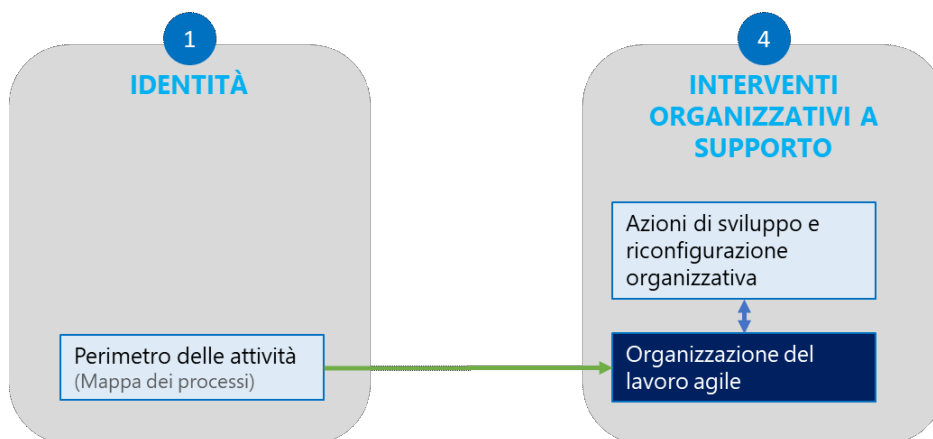 1
IDENTITÀ
Perimetro delle attività
(Mappa dei processi)
4
INTERVENTI
ORGANIZZATIVI A
SUPPORTO
Azioni di sviluppo e
riconfigurazione
organizzativa
Organizzazione del
lavoro agile